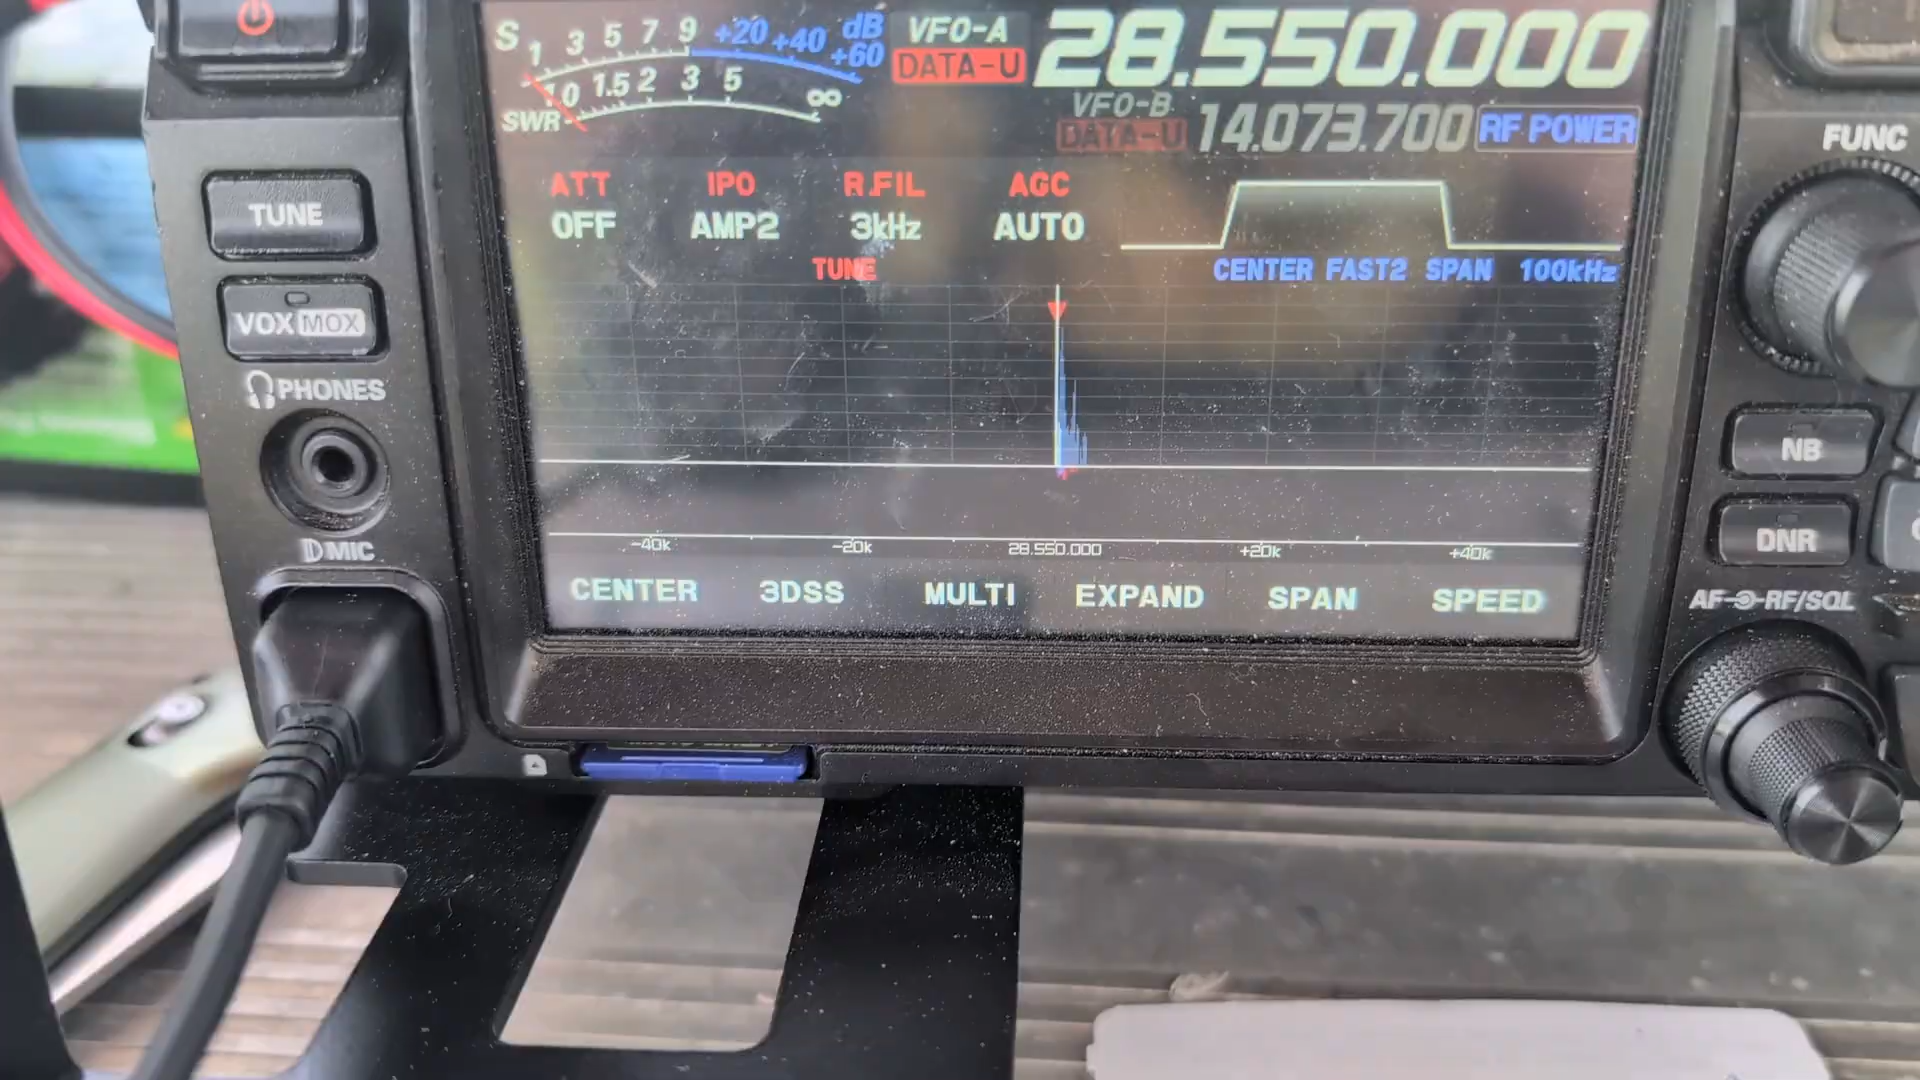 S 1 3 5 7 9 +20 +40 +60 dB
VFO-A 28.550.000
DATA-U
1.0 1.5 2 3 5 ∞
SWR
VFO-B
DATA-U 14.073.700 RF POWER
FUNC
ATT IPO R.FIL AGC
OFF AMP2 3kHz AUTO
TUNE
TUNE
CENTER FAST2 SPAN 100kHz
VOX MOX
PHONES
NB
DNR
MIC
-40k -20k 28.550.000 +20k +40k
CENTER 3DSS MULTI EXPAND SPAN SPEED
AF RF/SQL